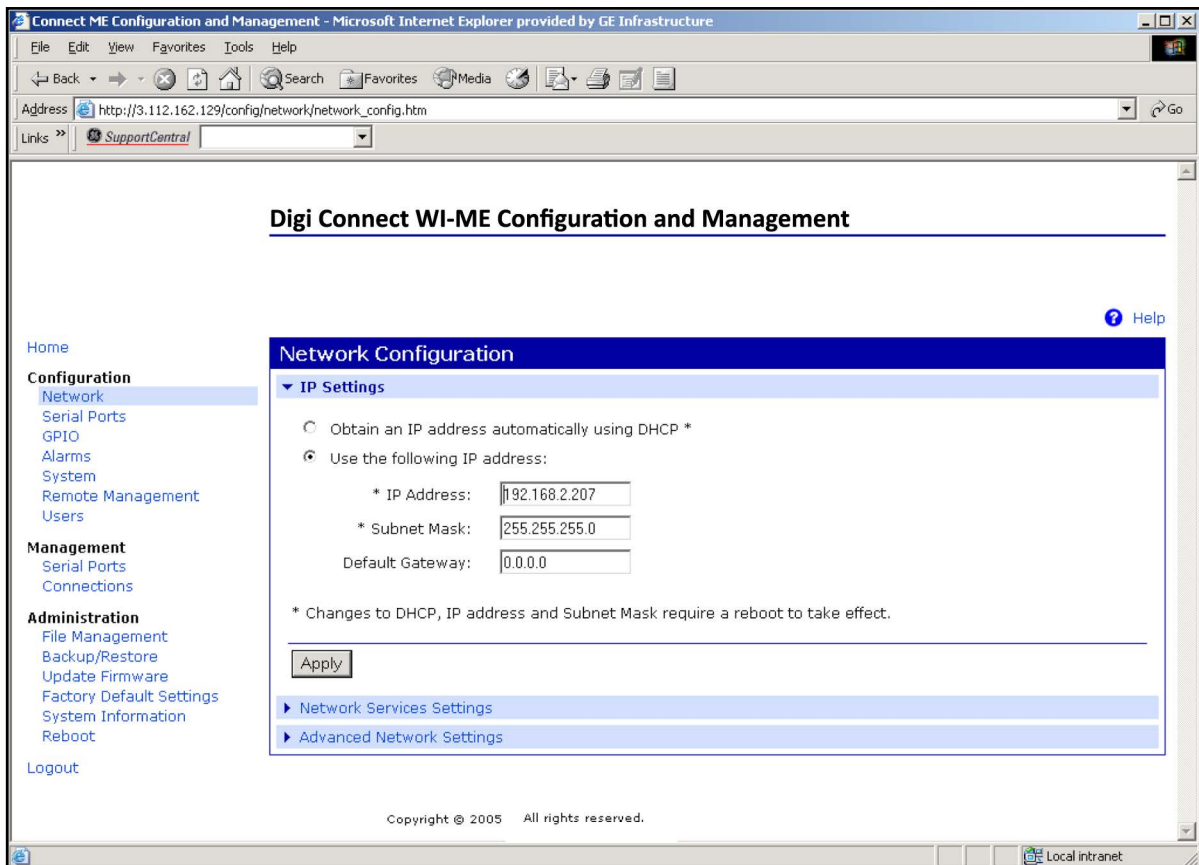 Connect ME Configuration and Management - Microsoft Internet Explorer provided by GE Infrastructure
File Edit View Favorites Tools Help
Back Search Favorites Media
Address http://3.112.162.129/config/network/network_config.htm Go
Links » SupportCentral
Digi Connect WI-ME Configuration and Management
? Help
Home
Configuration
Network
Serial Ports
GPIO
Alarms
System
Remote Management
Users
Management
Serial Ports
Connections
Administration
File Management
Backup/Restore
Update Firmware
Factory Default Settings
System Information
Reboot
Logout
Network Configuration
IP Settings
Obtain an IP address automatically using DHCP *
Use the following IP address:
* IP Address: 192.168.2.207
* Subnet Mask: 255.255.255.0
Default Gateway: 0.0.0.0
* Changes to DHCP, IP address and Subnet Mask require a reboot to take effect.
Apply
Network Services Settings
Advanced Network Settings
Copyright © 2005 All rights reserved.
Local intranet